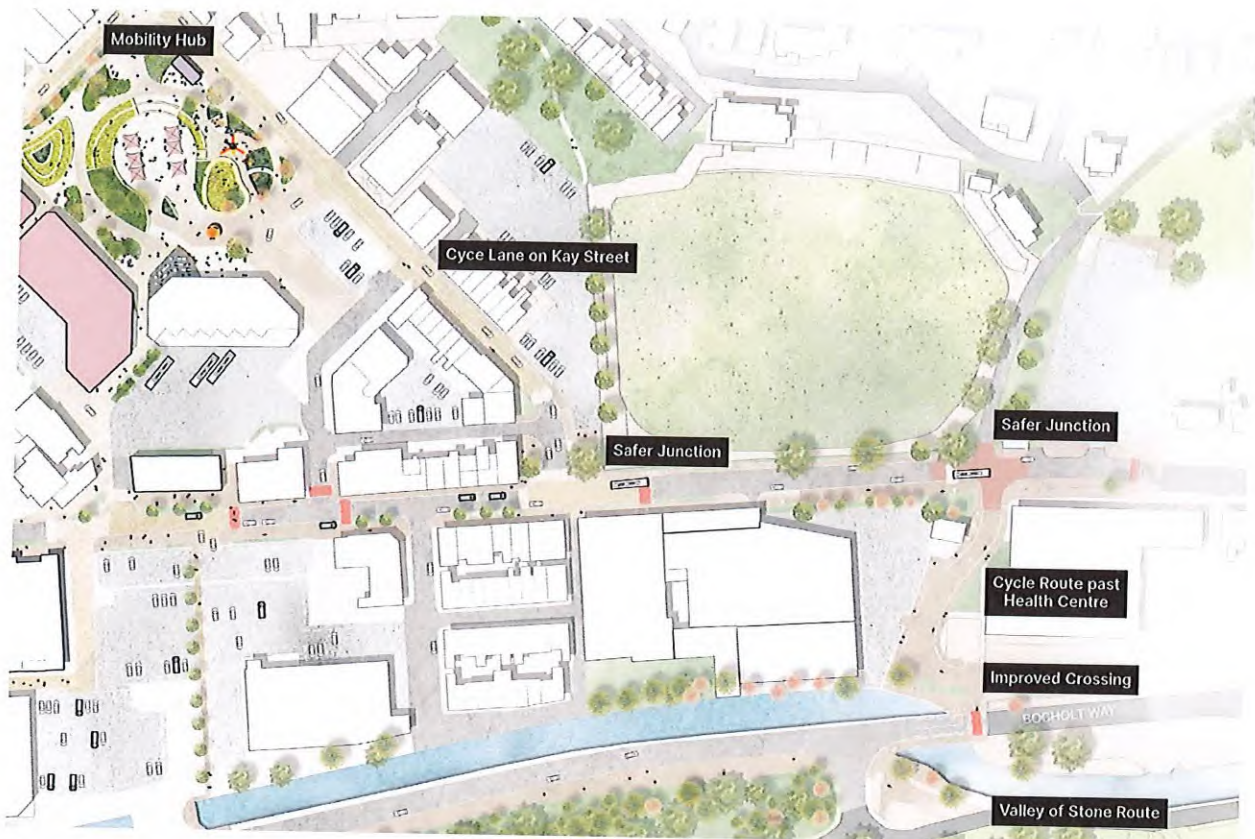 Mobility Hub
Cyce Lane on Kay Street
Safer Junction
Safer Junction
Cycle Route past
Health Centre
Improved Crossing
BOCHOLT WAY
Valley of Stone Route